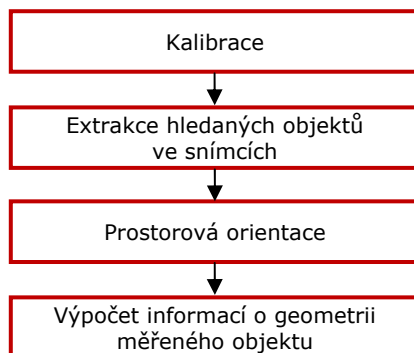 Kalibrace
Extrakce hledaných objektů
ve snímcích
Prostorová orientace
Výpočet informací o geometrii
měřeného objektu